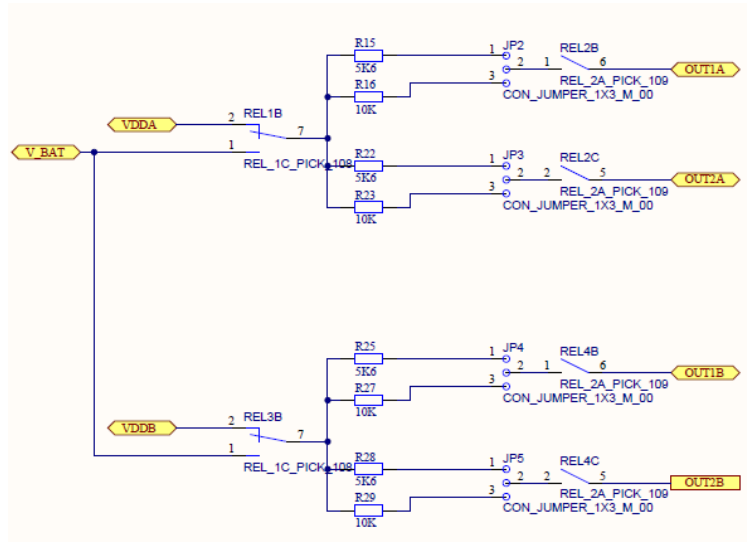 R15
5K6
R16
10K
1
JP2
2
3
CON_JUMPER_1X3_M_00
REL2B
1
6
REL_2A_PICK_109
OUT1A
VDDA
2
REL1B
7
V_BAT
1
REL_1C_PICK_108
R22
5K6
R23
10K
1
JP3
2
3
CON_JUMPER_1X3_M_00
REL2C
2
5
REL_2A_PICK_109
OUT2A
R25
5K6
R27
10K
1
JP4
2
3
CON_JUMPER_1X3_M_00
REL4B
1
6
REL_2A_PICK_109
OUT1B
VDDB
2
REL3B
7
1
REL_1C_PICK_108
R28
5K6
R29
10K
1
JP5
2
3
CON_JUMPER_1X3_M_00
REL4C
2
5
REL_2A_PICK_109
OUT2B